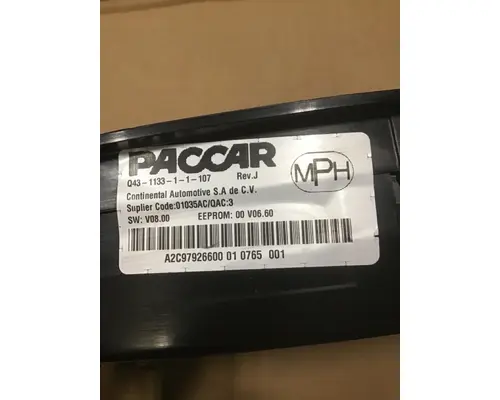 PACCAR
Q43-1133-1-1-107 Rev.J
MPH
Continental Automotive S.A de C.V.
Suplier Code:01035AC/QAC:3
SW: V08.00 EEPROM: 00 V06.60
A2C97926600 01 0765 001